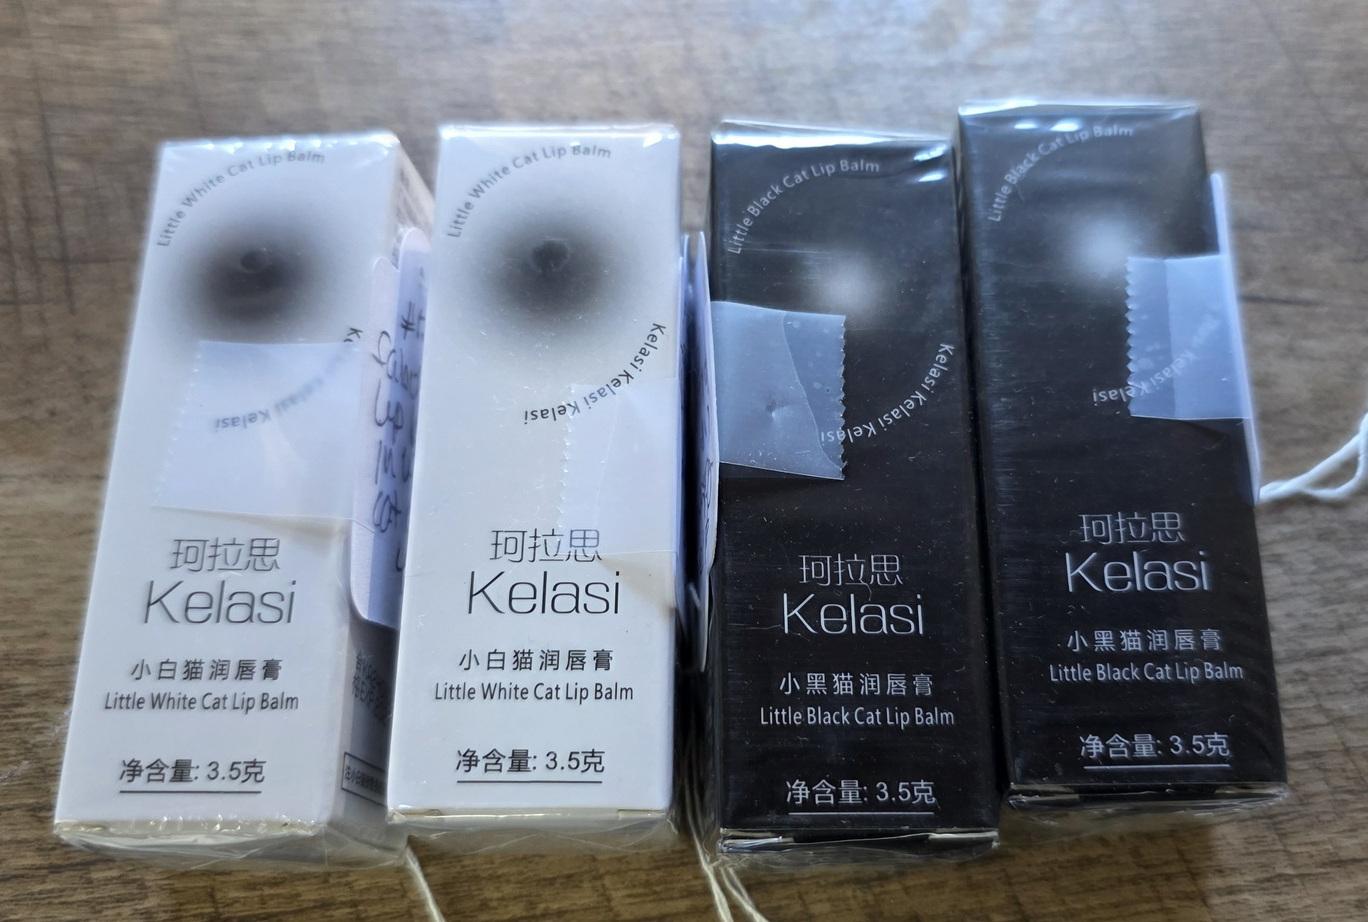 Little White Cat Lip Balm
Kelasi
珂拉思
Kelasi
小白猫润唇膏
Little White Cat Lip Balm
净含量: 3.5克
Little White Cat Lip Balm
Kelasi Kelasi Kelasi
珂拉思
Kelasi
小白猫润唇膏
Little White Cat Lip Balm
净含量: 3.5克
Little Black Cat Lip Balm
Kelasi Kelasi Kelasi
珂拉思
Kelasi
小黑猫润唇膏
Little Black Cat Lip Balm
净含量: 3.5克
Little Black Cat Lip Balm
Kelasi Kelasi
珂拉思
Kelasi
小黑猫润唇膏
Little Black Cat Lip Balm
净含量: 3.5克